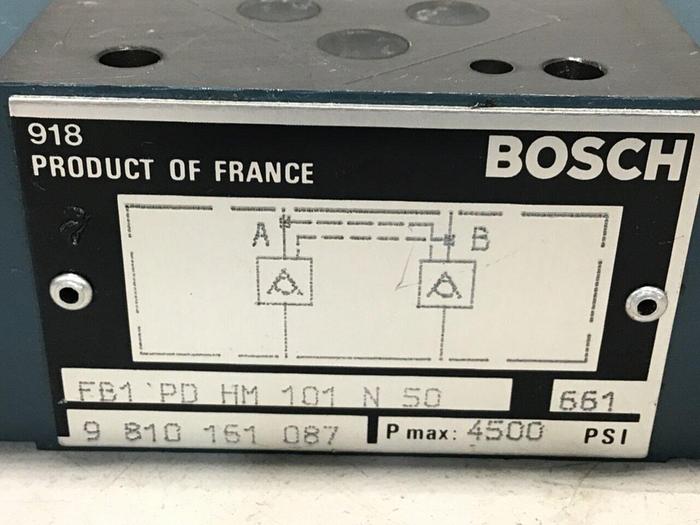 918
PRODUCT OF FRANCE
BOSCH
A B
FB1 PD HM 101 N 50
661
9 810 161 087
P max: 4500 PSI